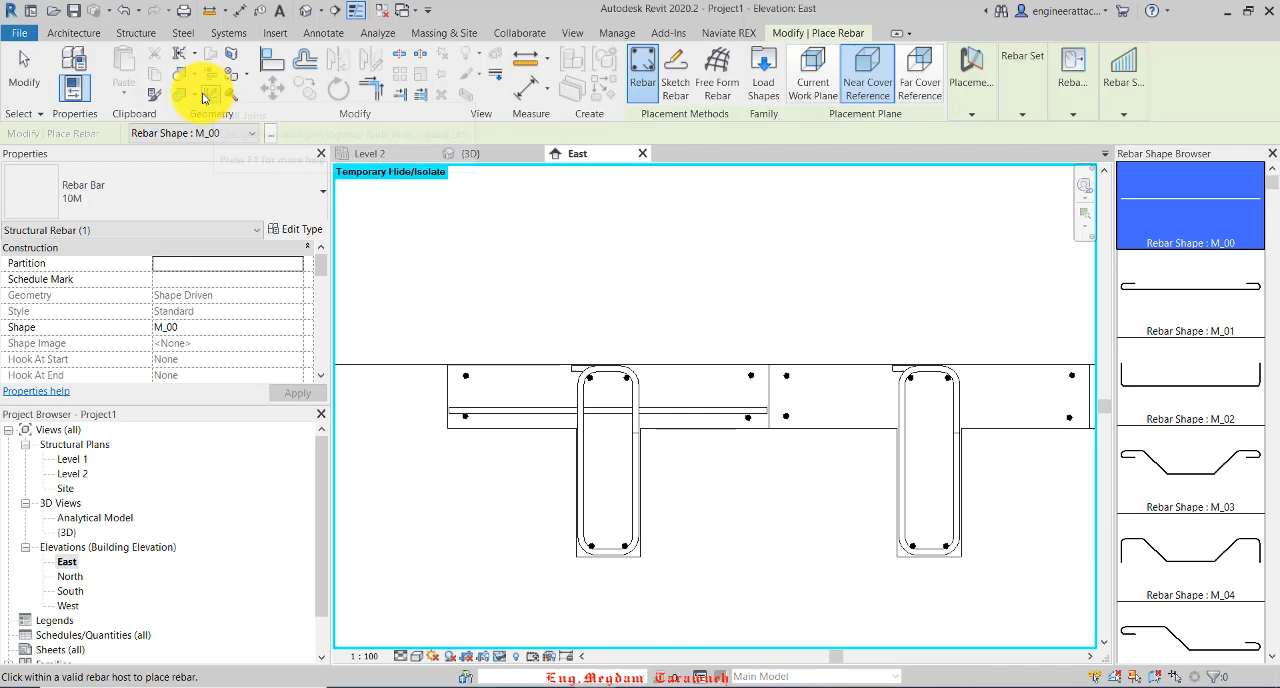 Autodesk Revit 2020.2 - Project1 - Elevation: East
engineerattac...
File
Architecture
Structure
Steel
Systems
Insert
Annotate
Analyze
Massing & Site
Collaborate
View
Manage
Add-Ins
Naviate REX
Modify | Place Rebar
Modify
Paste
Rebar
Sketch Rebar
Free Form Rebar
Load Shapes
Current Work Plane
Near Cover Reference
Far Cover Reference
Placeme...
Rebar Set
Reba...
Rebar S...
Select
Properties
Clipboard
Geometry
Modify
View
Measure
Create
Placement Methods
Family
Placement Plane
Modify | Place Rebar
Rebar Shape : M_00
Press F1 for more help
Properties
Level 2
{3D}
East
Rebar Shape Browser
Temporary Hide/Isolate
Rebar Bar
10M
Structural Rebar (1)
Edit Type
Construction
Partition
Schedule Mark
Geometry Shape Driven
Style Standard
Shape M_00
Shape Image <None>
Hook At Start None
Hook At End None
Properties help
Apply
Project Browser - Project1
Views (all)
Structural Plans
Level 1
Level 2
Site
3D Views
Analytical Model
{3D}
Elevations (Building Elevation)
East
North
South
West
Legends
Schedules/Quantities (all)
Sheets (all)
Rebar Shape : M_00
Rebar Shape : M_01
Rebar Shape : M_02
Rebar Shape : M_03
Rebar Shape : M_04
1 : 100
Click within a valid rebar host to place rebar.
Eng.Megdam Tarawneh
Main Model
:0